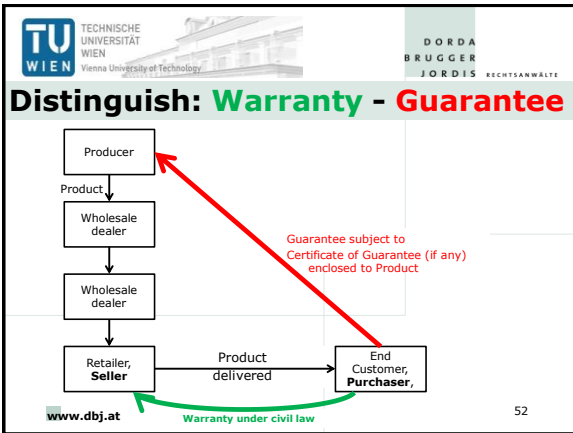 TU
WIEN
TECHNISCHE
UNIVERSITÄT
WIEN
Vienna University of Technology
DORDA
BRUGGER
JORDIS RECHTSANWÄLTE
Distinguish: Warranty - Guarantee
Producer
Product
Wholesale
dealer
Guarantee subject to
Certificate of Guarantee (if any)
enclosed to Product
Wholesale
dealer
Retailer,
Seller
Product
delivered
End
Customer,
Purchaser,
www.dbj.at
Warranty under civil law
52